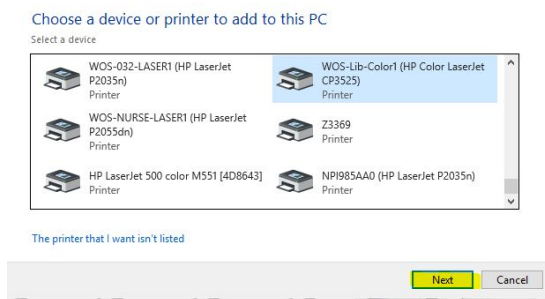 Choose a device or printer to add to this PC
Select a device
WOS-032-LASER1 (HP LaserJet
P2035n)
Printer
WOS-Lib-Color1 (HP Color LaserJet
CP3525)
Printer
WOS-NURSE-LASER1 (HP LaserJet
P2055dn)
Printer
Z3369
Printer
HP LaserJet 500 color M551 [4D8643]
Printer
NPI985AA0 (HP LaserJet P2035n)
Printer
The printer that I want isn't listed
Next
Cancel